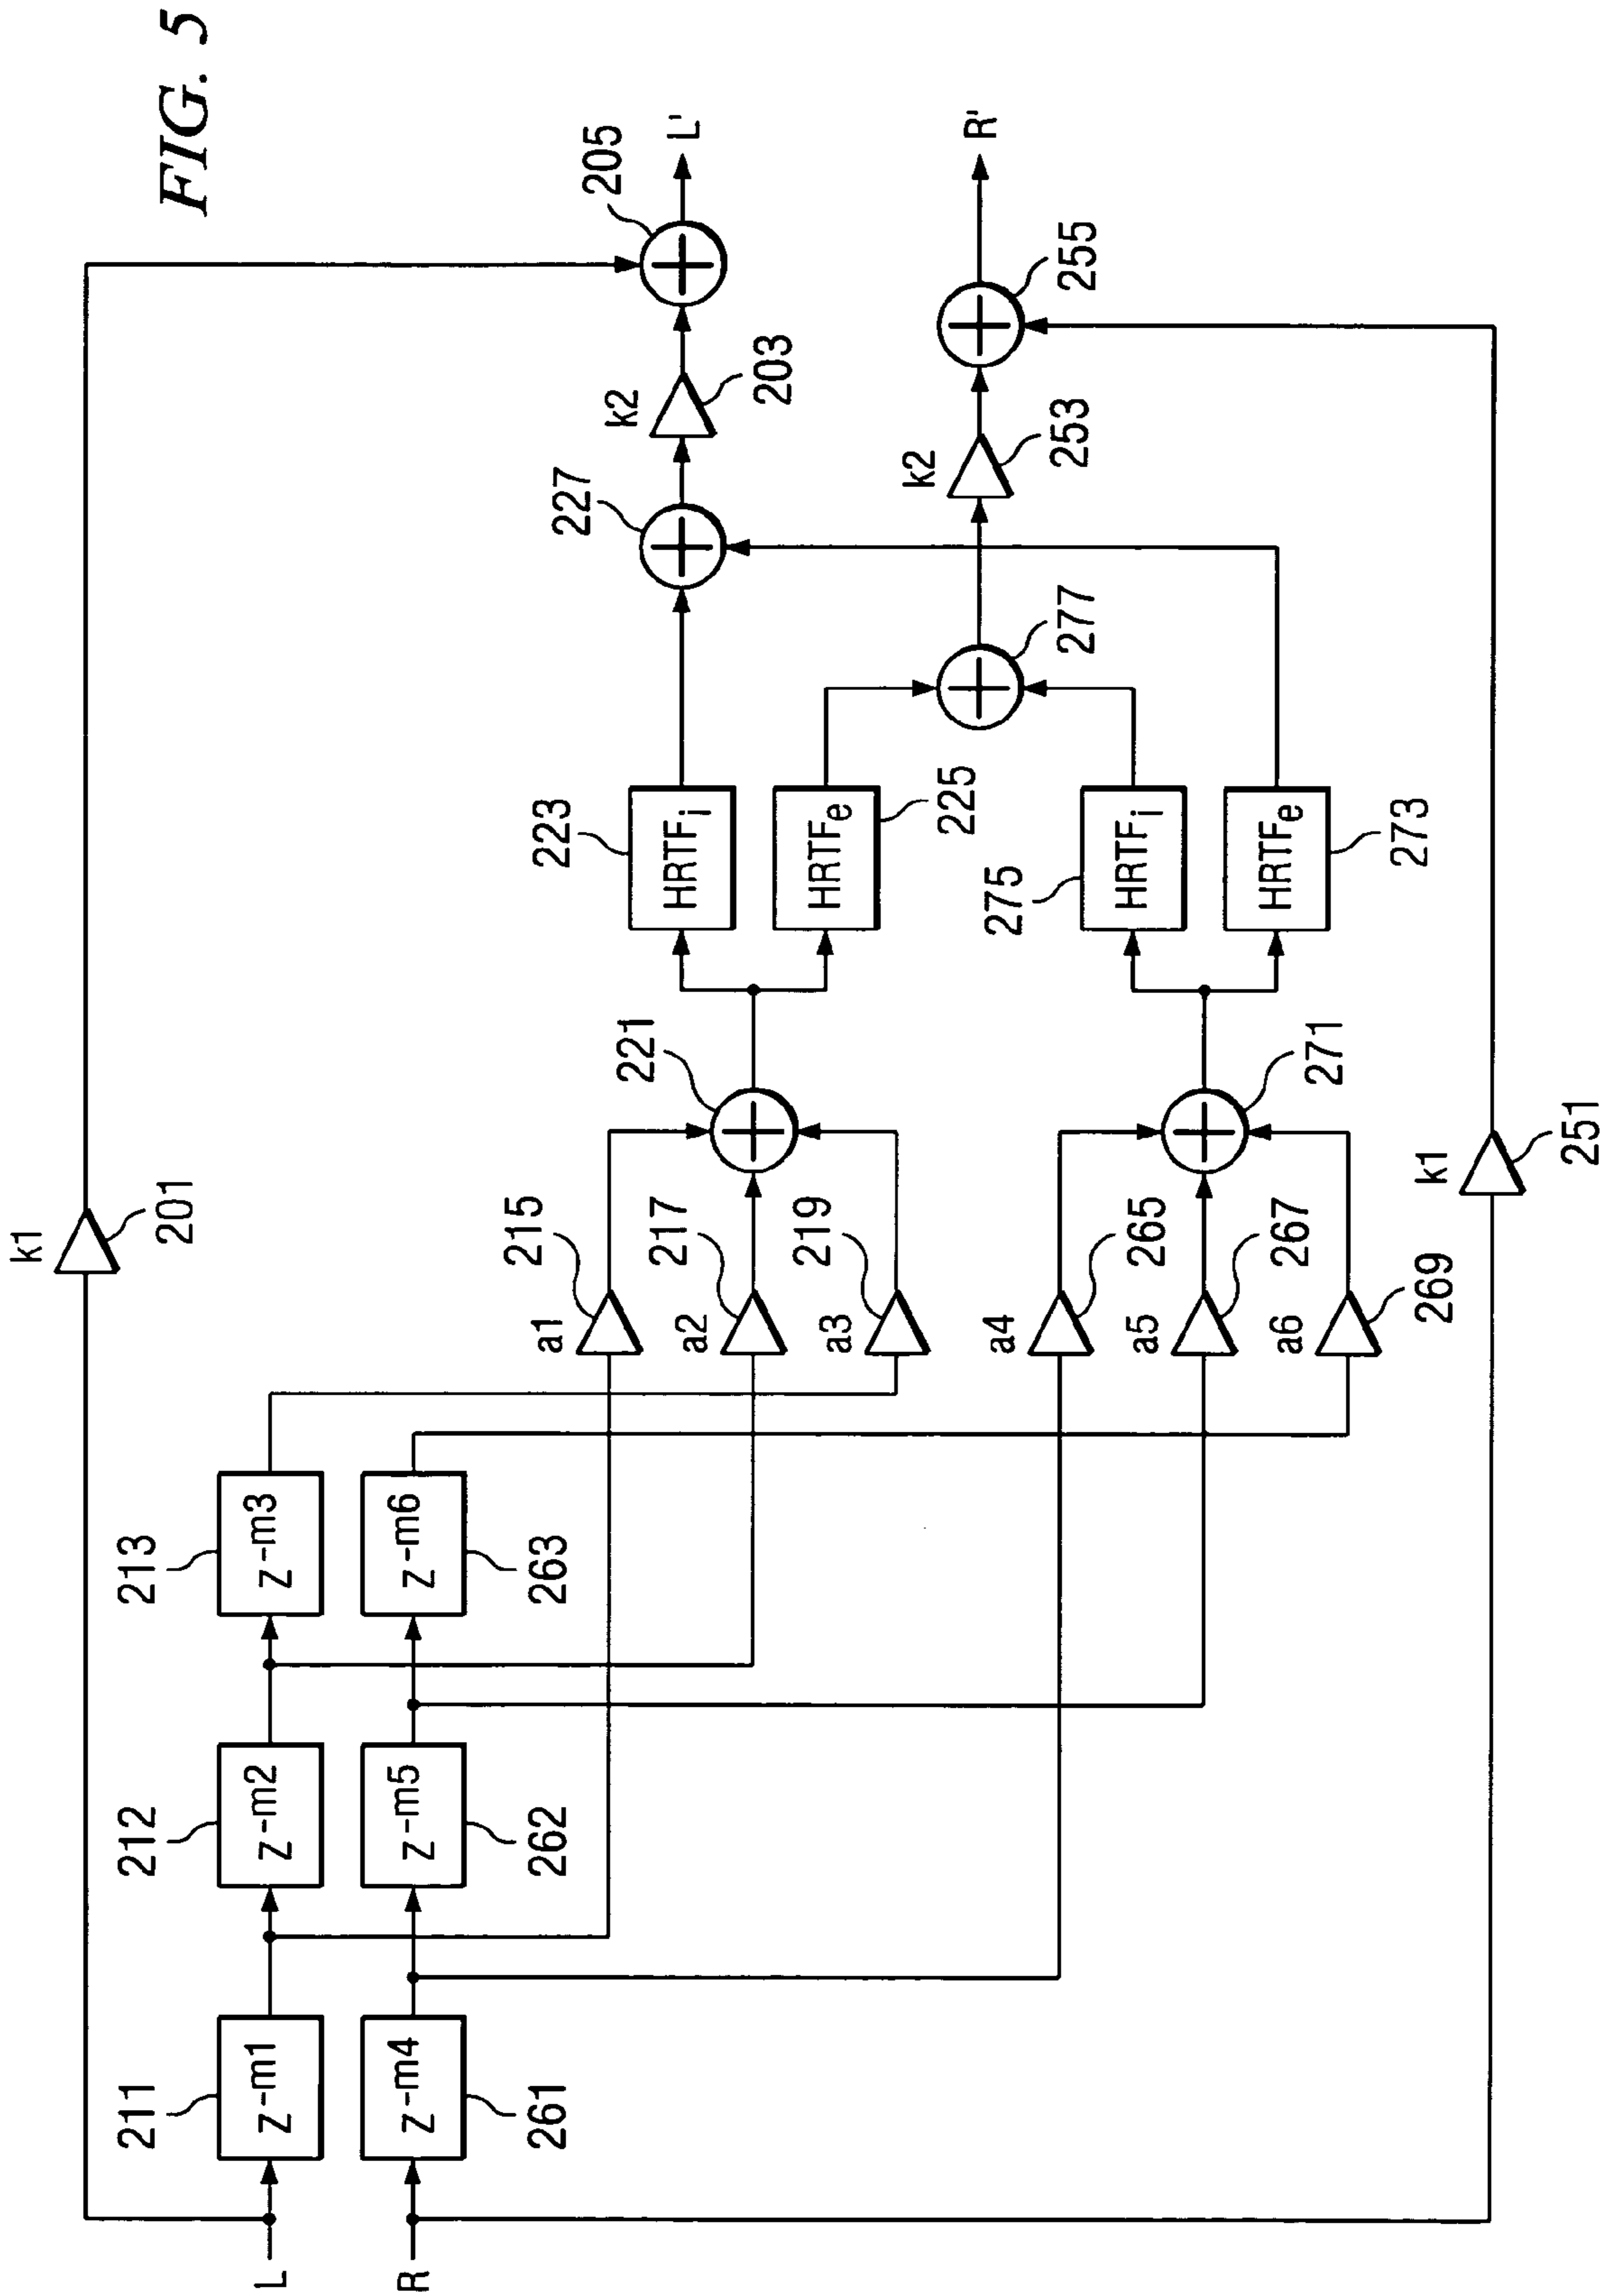 FIG. 5
k1
201
L
211
z-m1
212
z-m2
213
z-m3
R
z-m4
261
z-m5
262
z-m6
263
a1
215
a2
217
a3
219
221
a4
265
a5
267
a6
269
271
k1
251
223
HRTFi
HRTFe
225
275
HRTFi
HRTFe
273
227
277
k2
203
205
L'
k2
253
255
R'